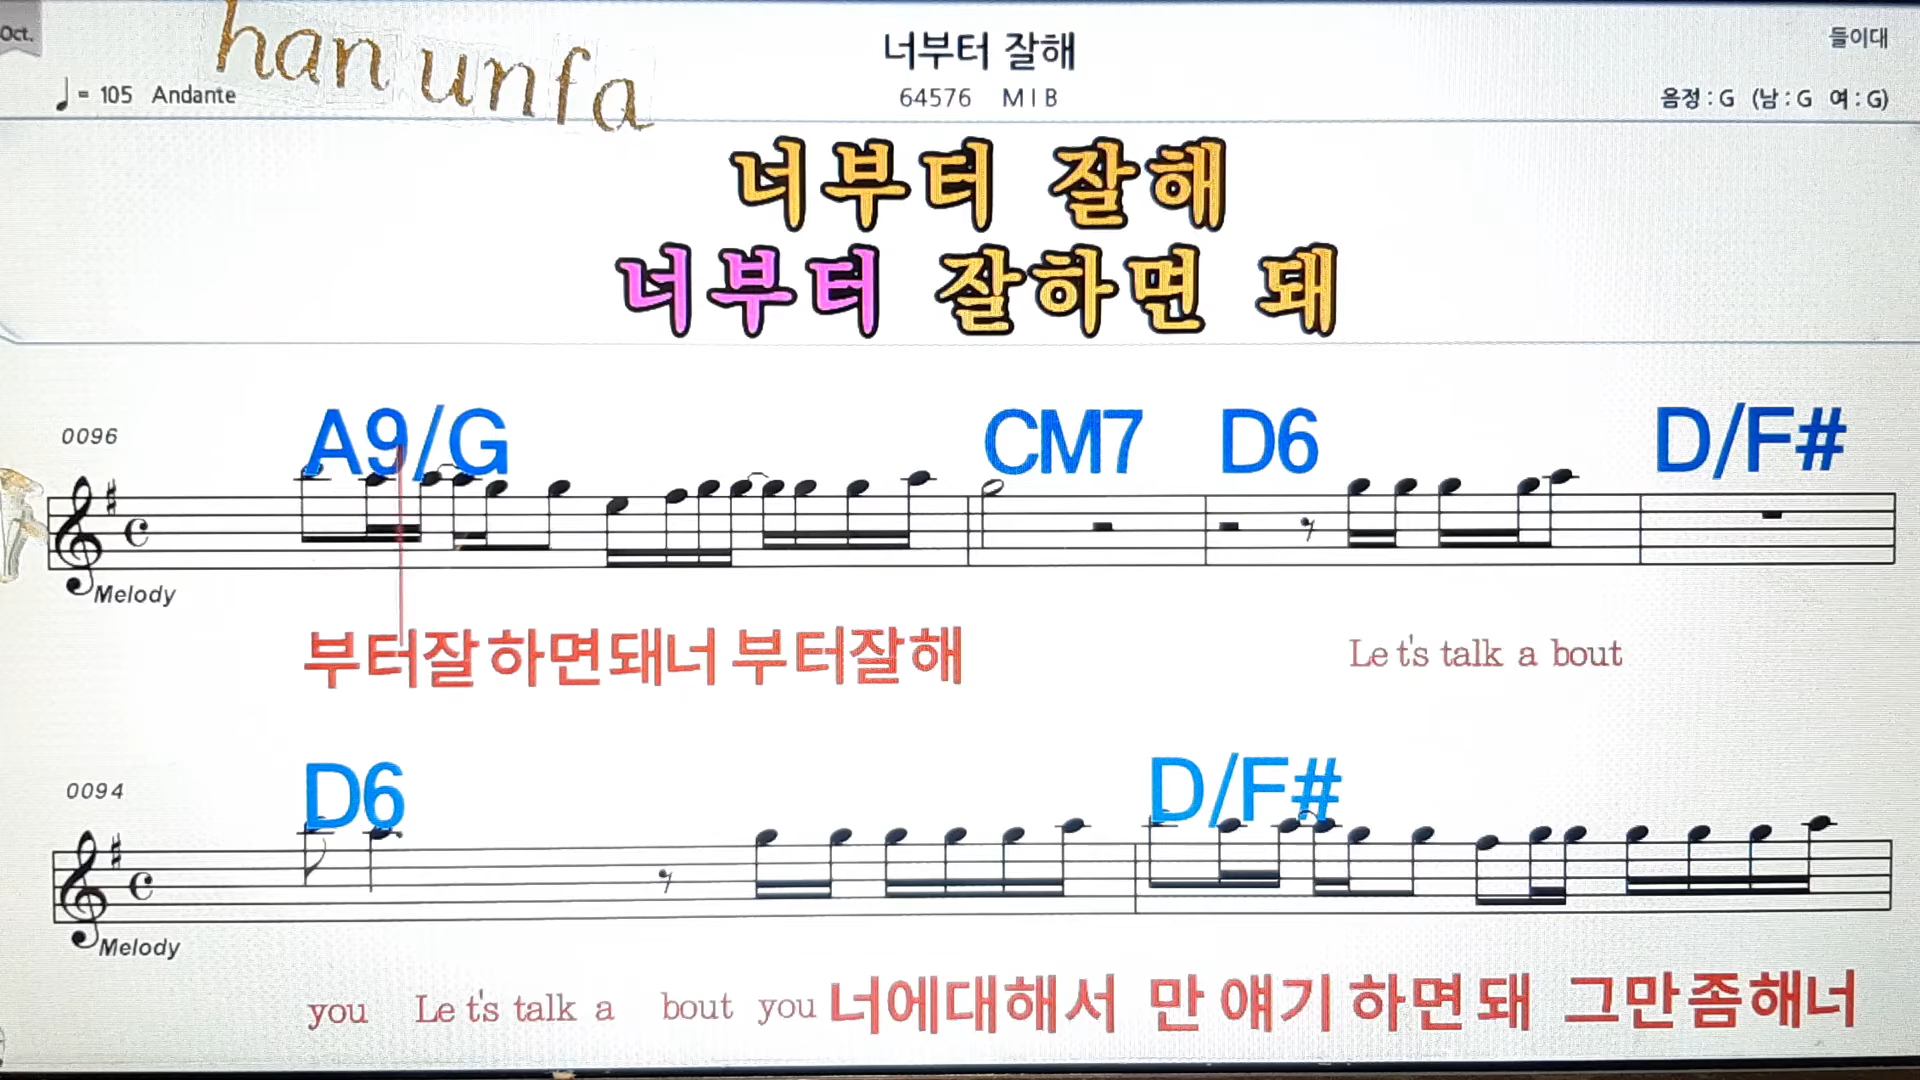 Oct.
han unfa
너부터 잘해
들이대
♩= 105 Andante
64576 MIB
음정 : G (남 : G 여 : G)
너부터 잘해
너부터 잘하면 돼
0096
A9/G CM7 D6 D/F#
Melody
부터잘하면돼너 부터잘해 Le t's talk a bout
0094
D6 D/F#
Melody
you Le t's talk a bout you 너에대해서 만 얘기 하면돼 그만좀해너